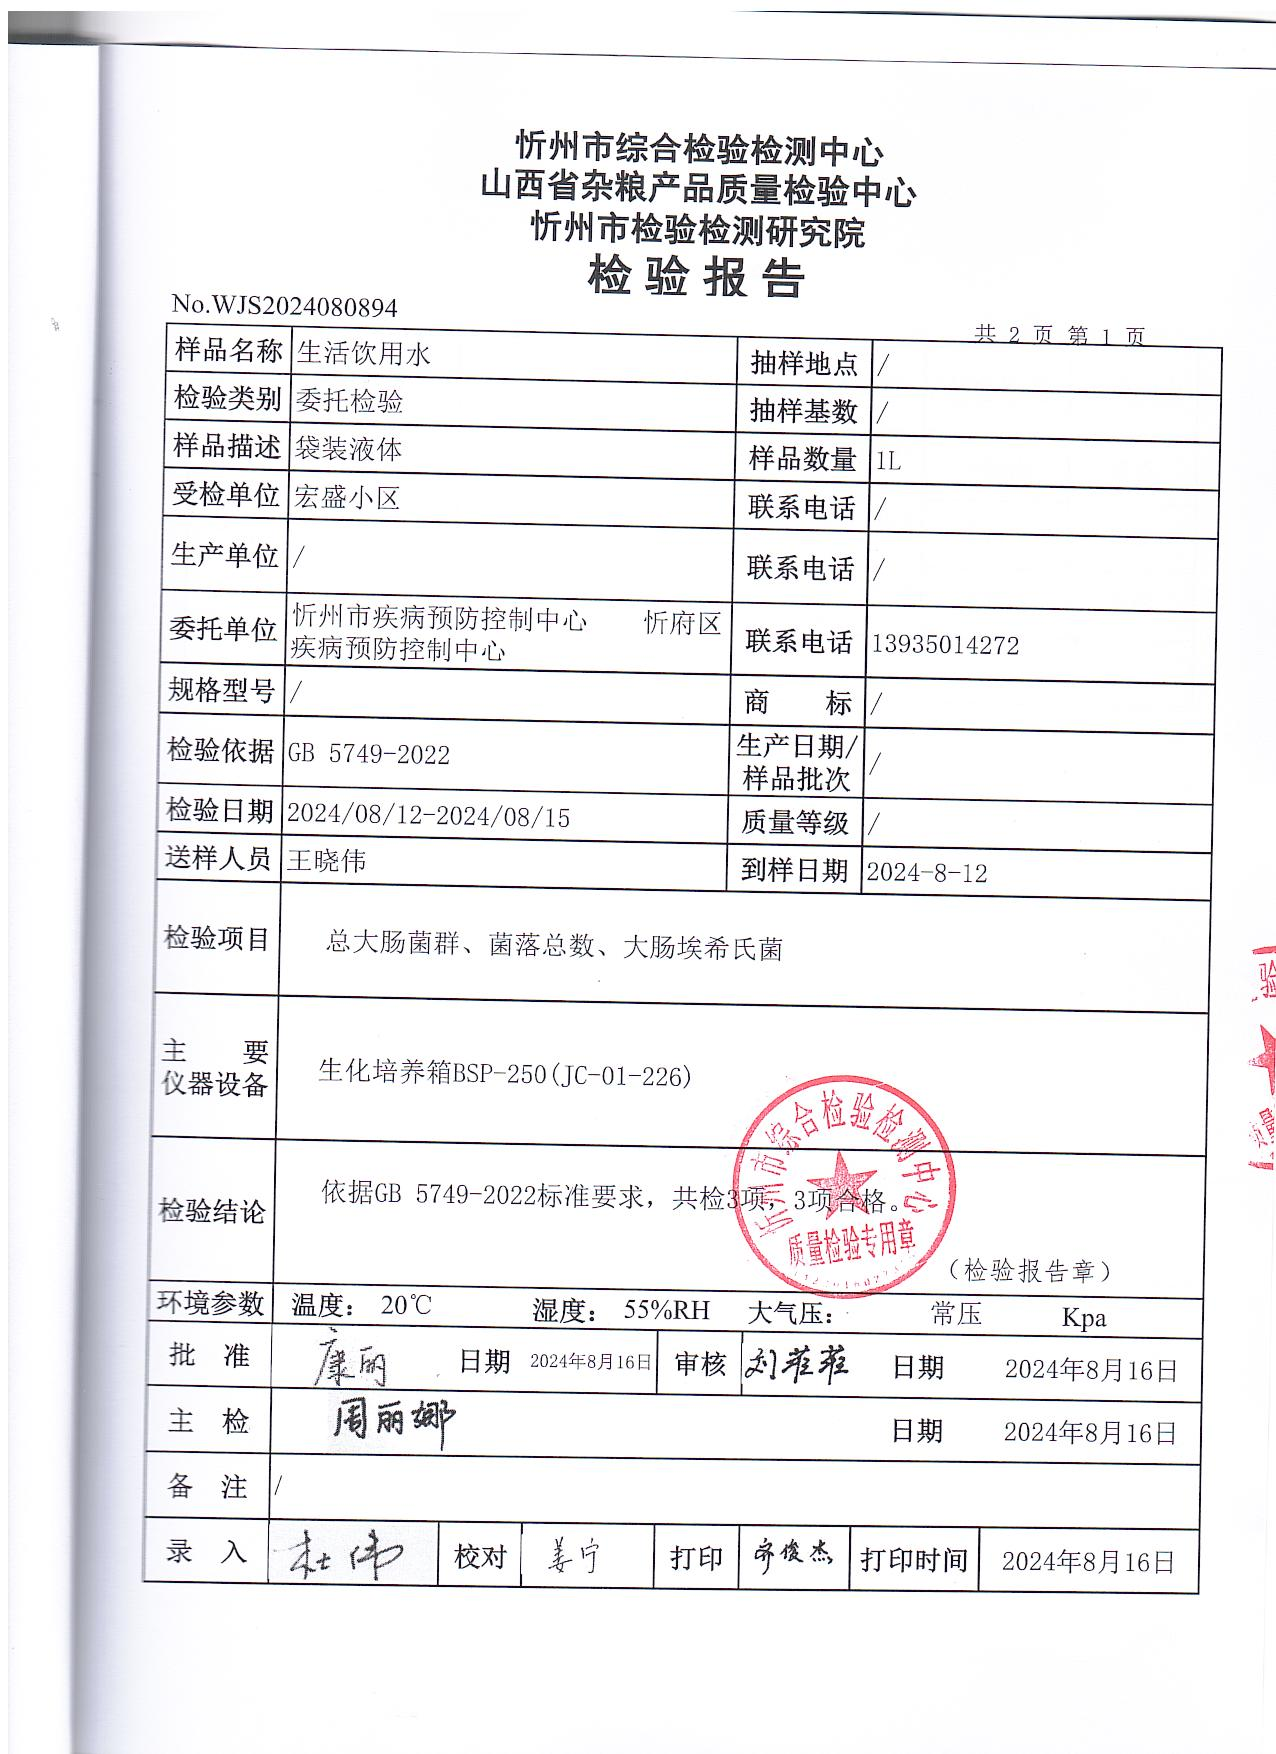 忻州市综合检验检测中心
山西省杂粮产品质量检验中心
忻州市检验检测研究院
检验报告
No.WJS2024080894
共 2 页 第 1 页
样品名称 生活饮用水 抽样地点 /
检验类别 委托检验 抽样基数 /
样品描述 袋装液体 样品数量 1L
受检单位 宏盛小区 联系电话 /
生产单位 / 联系电话 /
委托单位 忻州市疾病预防控制中心 忻府区
疾病预防控制中心 联系电话 13935014272
规格型号 / 商 标 /
检验依据 GB 5749-2022 生产日期/
样品批次 /
检验日期 2024/08/12-2024/08/15 质量等级 /
送样人员 王晓伟 到样日期 2024-8-12
检验项目 总大肠菌群、菌落总数、大肠埃希氏菌
主 要
仪器设备 生化培养箱BSP-250(JC-01-226)
检验结论 依据GB 5749-2022标准要求，共检3项，3项合格。
忻州市综合检验检测中心
质量检验专用章
（检验报告章）
环境参数 温度： 20℃ 湿度： 55%RH 大气压： 常压 Kpa
批 准 康丽 日期 2024年8月16日 审核 刘菲菲 日期 2024年8月16日
主 检 周丽娜 日期 2024年8月16日
备 注 /
录 入 杜伟 校对 姜宁 打印 齐俊杰 打印时间 2024年8月16日